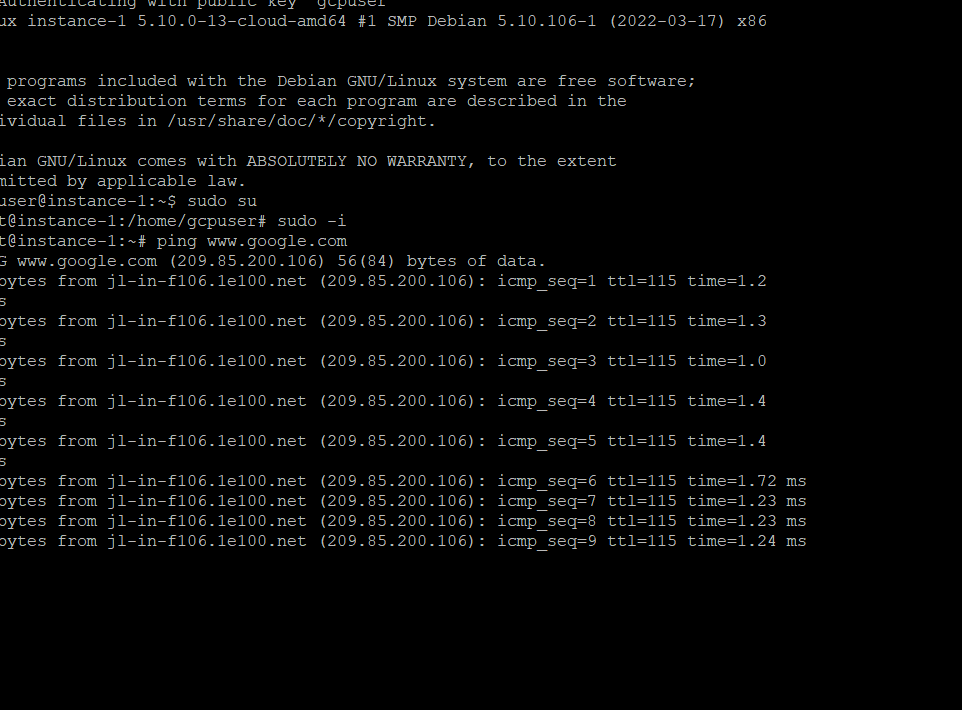 Authenticating with public key "gcpuser"
ux instance-1 5.10.0-13-cloud-amd64 #1 SMP Debian 5.10.106-1 (2022-03-17) x86
programs included with the Debian GNU/Linux system are free software;
exact distribution terms for each program are described in the
ividual files in /usr/share/doc/*/copyright.
ian GNU/Linux comes with ABSOLUTELY NO WARRANTY, to the extent
mitted by applicable law.
user@instance-1:~$ sudo su
t@instance-1:/home/gcpuser# sudo -i
t@instance-1:~# ping www.google.com
G www.google.com (209.85.200.106) 56(84) bytes of data.
bytes from jl-in-f106.1e100.net (209.85.200.106): icmp_seq=1 ttl=115 time=1.2
s
bytes from jl-in-f106.1e100.net (209.85.200.106): icmp_seq=2 ttl=115 time=1.3
s
bytes from jl-in-f106.1e100.net (209.85.200.106): icmp_seq=3 ttl=115 time=1.0
s
bytes from jl-in-f106.1e100.net (209.85.200.106): icmp_seq=4 ttl=115 time=1.4
s
bytes from jl-in-f106.1e100.net (209.85.200.106): icmp_seq=5 ttl=115 time=1.4
s
bytes from jl-in-f106.1e100.net (209.85.200.106): icmp_seq=6 ttl=115 time=1.72 ms
bytes from jl-in-f106.1e100.net (209.85.200.106): icmp_seq=7 ttl=115 time=1.23 ms
bytes from jl-in-f106.1e100.net (209.85.200.106): icmp_seq=8 ttl=115 time=1.23 ms
bytes from jl-in-f106.1e100.net (209.85.200.106): icmp_seq=9 ttl=115 time=1.24 ms